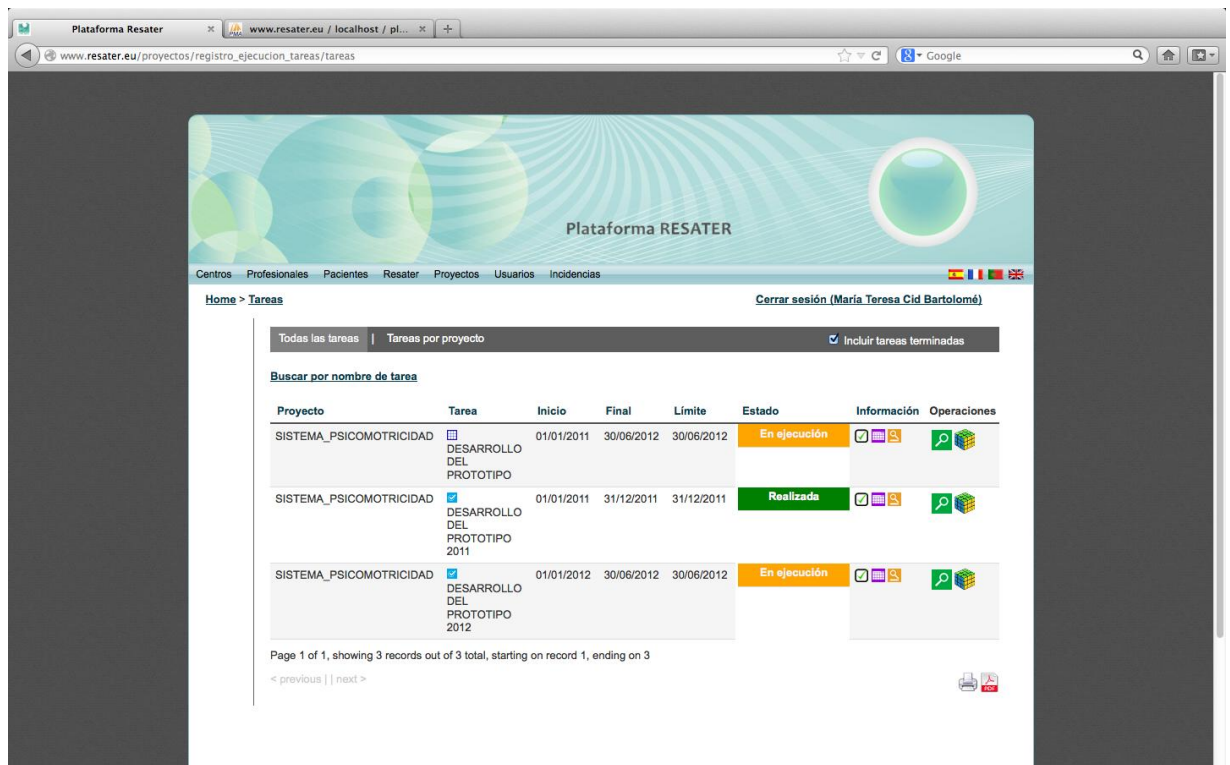 Plataforma Resater
www.resater.eu / localhost / pl...
www.resater.eu/proyectos/registro_ejecucion_tareas/tareas
Google
Plataforma RESATER
Centros Profesionales Pacientes Resater Proyectos Usuarios Incidencias
Home > Tareas
Cerrar sesión (María Teresa Cid Bartolomé)
Todas las tareas | Tareas por proyecto
Incluir tareas terminadas
Buscar por nombre de tarea
Proyecto Tarea Inicio Final Límite Estado Información Operaciones
SISTEMA_PSICOMOTRICIDAD 01/01/2011 30/06/2012 30/06/2012 En ejecución
DESARROLLO
DEL
PROTOTIPO
SISTEMA_PSICOMOTRICIDAD 01/01/2011 31/12/2011 31/12/2011 Realizada
DESARROLLO
DEL
PROTOTIPO
2011
SISTEMA_PSICOMOTRICIDAD 01/01/2012 30/06/2012 30/06/2012 En ejecución
DESARROLLO
DEL
PROTOTIPO
2012
Page 1 of 1, showing 3 records out of 3 total, starting on record 1, ending on 3
< previous | | next >
PDF